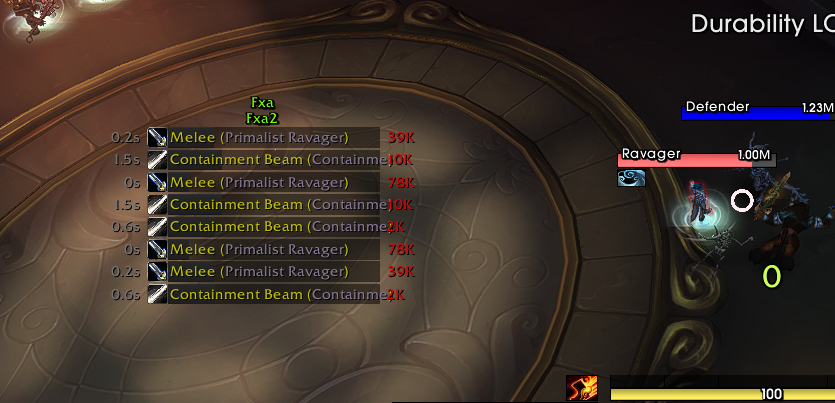 Durability LO
Fxa
Fxa2
Defender 1.23M
0.2s Melee (Primalist Ravager) 39K
1.5s Containment Beam (Containme 10K
0s Melee (Primalist Ravager) 78K
1.5s Containment Beam (Containme 10K
0.6s Containment Beam (Containme 2K
0s Melee (Primalist Ravager) 78K
0.2s Melee (Primalist Ravager) 39K
0.6s Containment Beam (Containme 2K
Ravager 1.00M
0
100